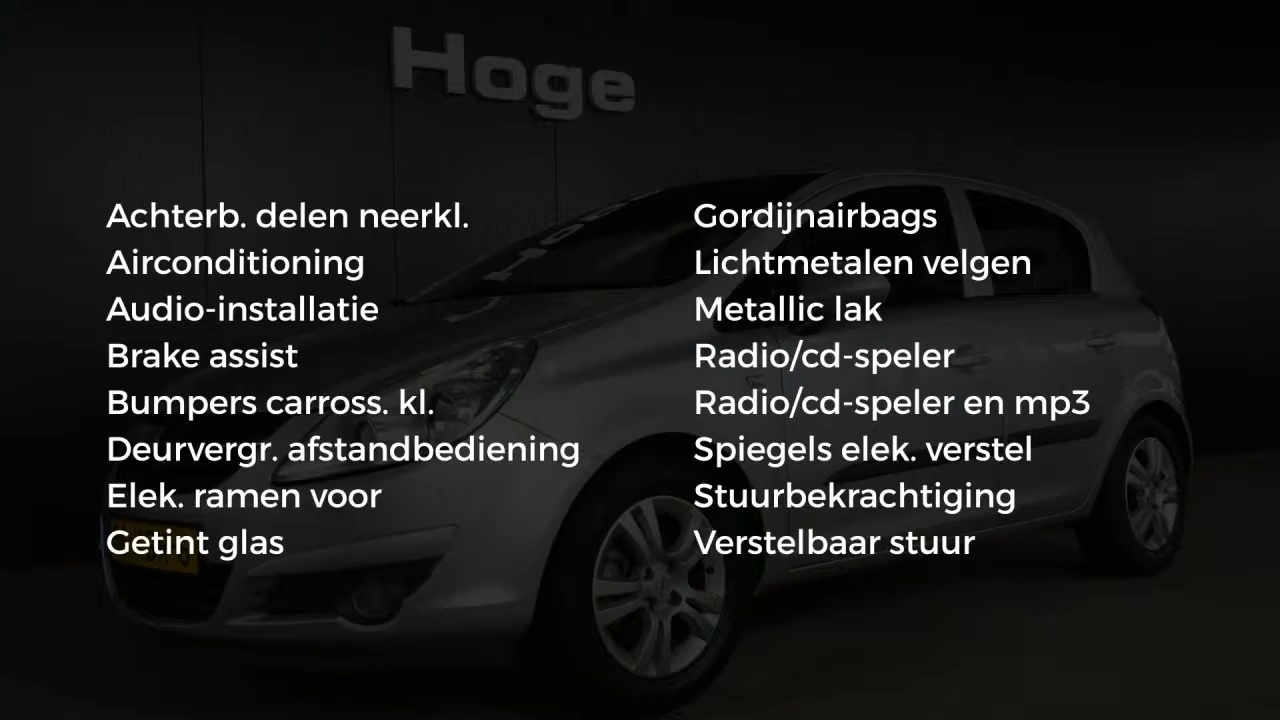 Hoge
Achterb. delen neerkl.
Airconditioning
Audio-installatie
Brake assist
Bumpers carross. kl.
Deurvergr. afstandbediening
Elek. ramen voor
Getint glas
Gordijnairbags
Lichtmetalen velgen
Metallic lak
Radio/cd-speler
Radio/cd-speler en mp3
Spiegels elek. verstel
Stuurbekrachtiging
Verstelbaar stuur